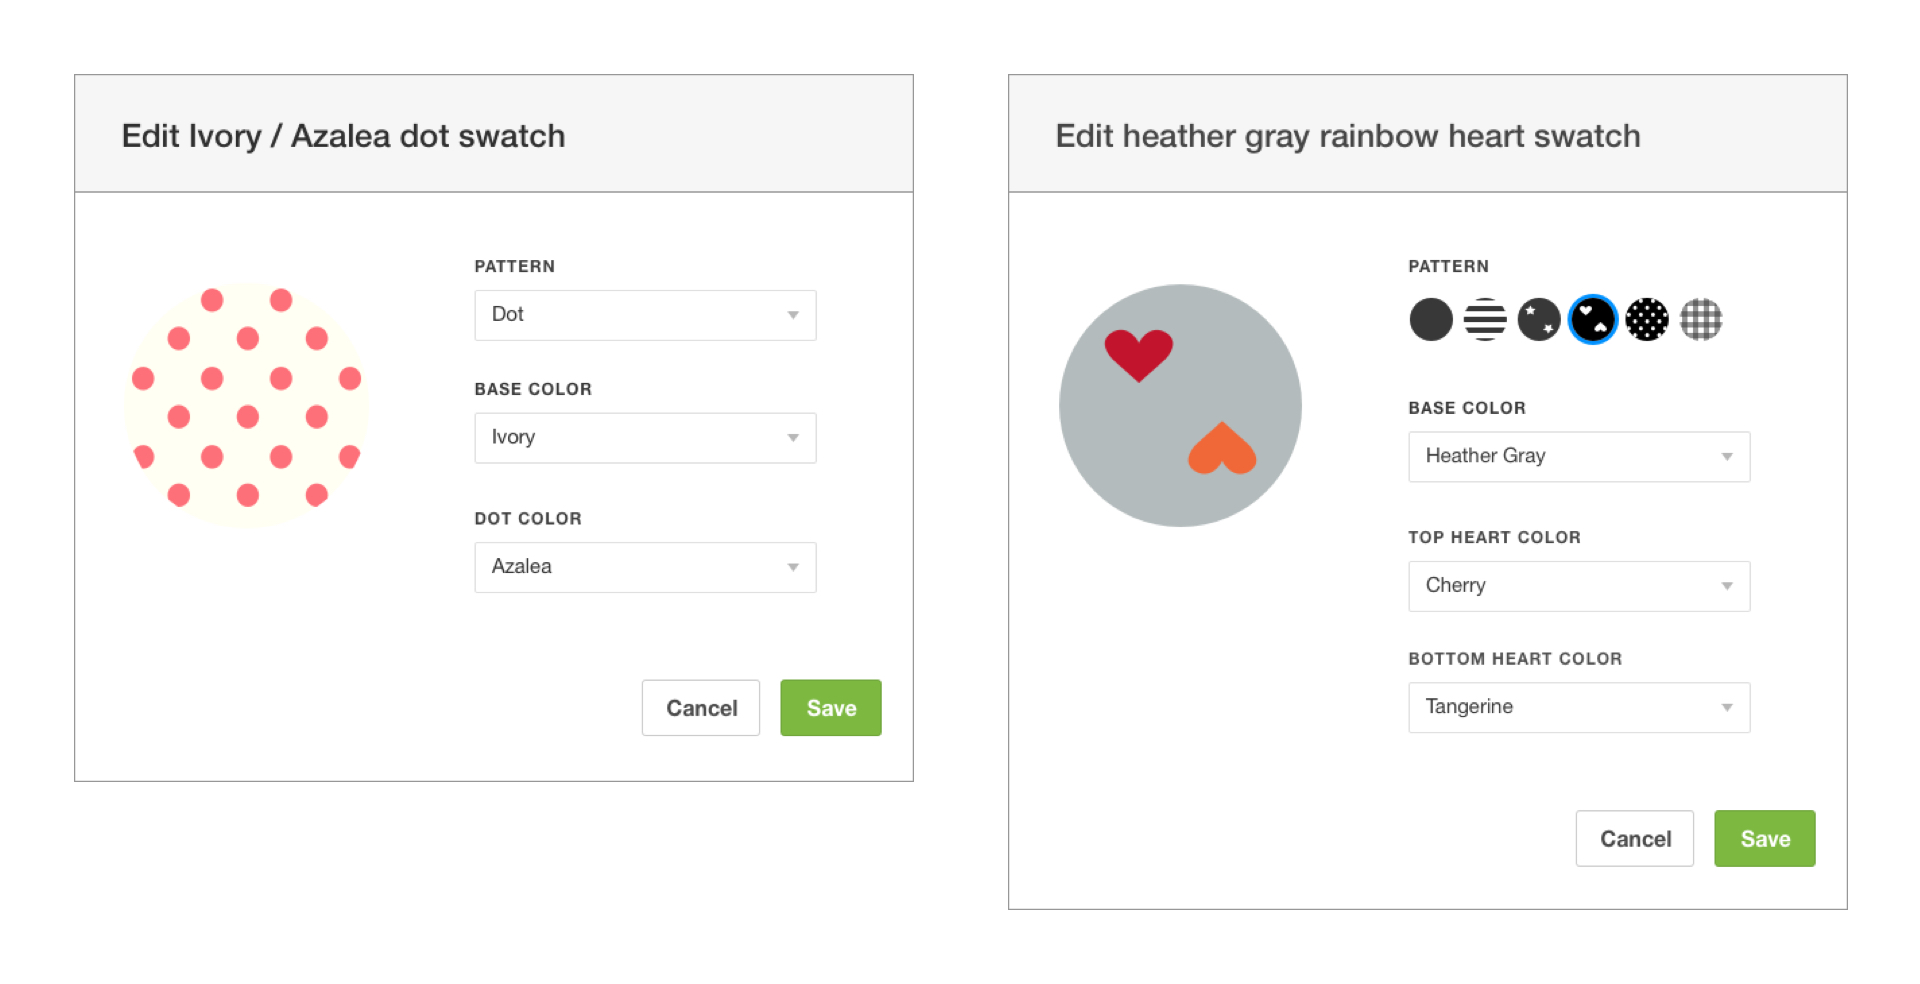 Edit Ivory / Azalea dot swatch
PATTERN
Dot
BASE COLOR
Ivory
DOT COLOR
Azalea
Cancel
Save
Edit heather gray rainbow heart swatch
PATTERN
BASE COLOR
Heather Gray
TOP HEART COLOR
Cherry
BOTTOM HEART COLOR
Tangerine
Cancel
Save